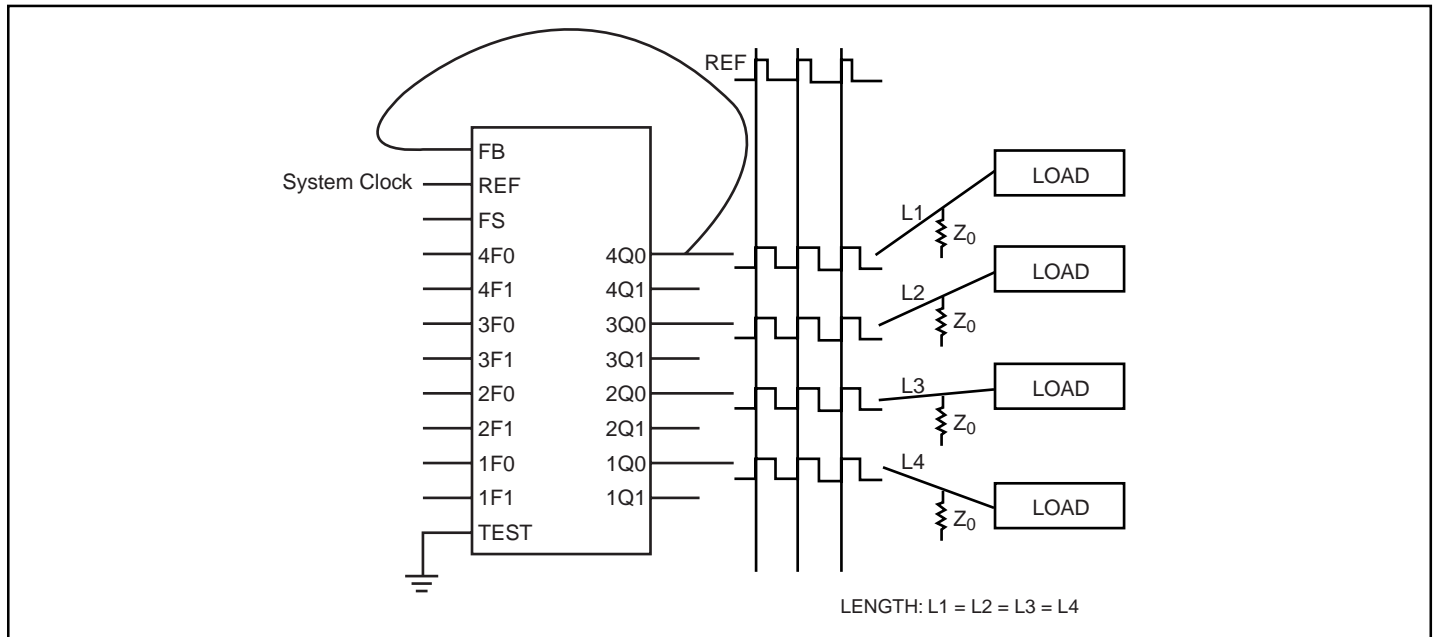 REF
FB
System Clock
REF
FS
4F0
4F1
3F0
3F1
2F0
2F1
1F0
1F1
TEST
4Q0
4Q1
3Q0
3Q1
2Q0
2Q1
1Q0
1Q1
L1
Z0
LOAD
L2
Z0
LOAD
L3
Z0
LOAD
L4
Z0
LOAD
LENGTH: L1 = L2 = L3 = L4